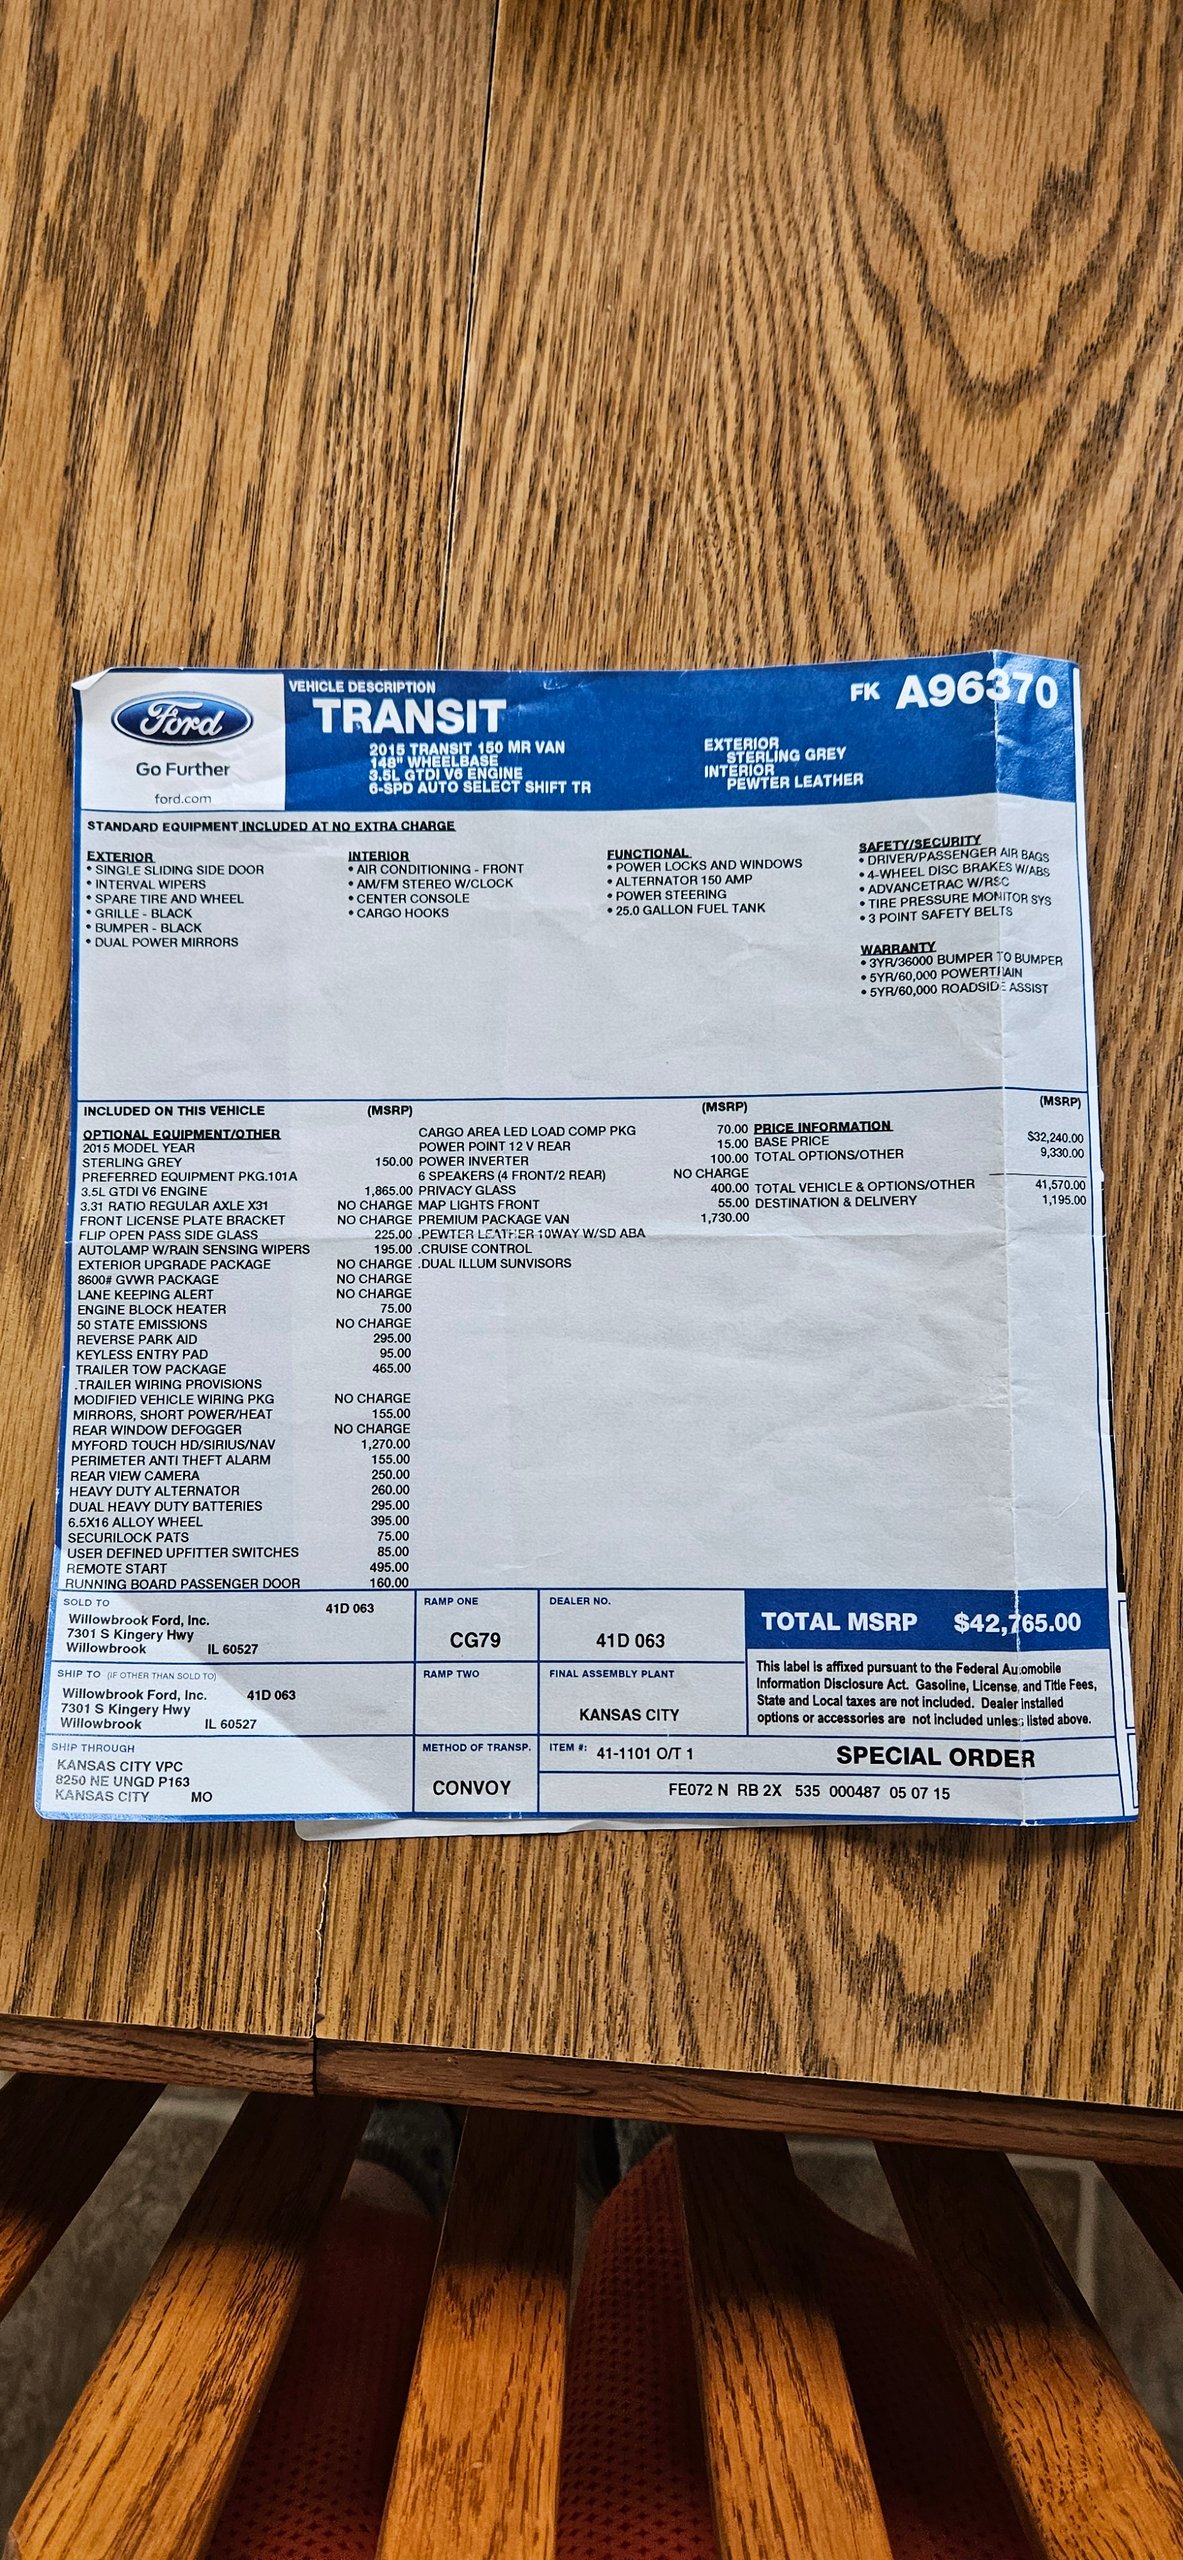 Ford
Go Further
ford.com
VEHICLE DESCRIPTION
TRANSIT
2015 TRANSIT 150 MR VAN
148" WHEELBASE
3.5L GTDI V6 ENGINE
6-SPD AUTO SELECT SHIFT TR
EXTERIOR
STERLING GREY
INTERIOR
PEWTER LEATHER
FK A96370
STANDARD EQUIPMENT INCLUDED AT NO EXTRA CHARGE
EXTERIOR
• SINGLE SLIDING SIDE DOOR
• INTERVAL WIPERS
• SPARE TIRE AND WHEEL
• GRILLE - BLACK
• BUMPER - BLACK
• DUAL POWER MIRRORS
INTERIOR
• AIR CONDITIONING - FRONT
• AM/FM STEREO W/CLOCK
• CENTER CONSOLE
• CARGO HOOKS
FUNCTIONAL
• POWER LOCKS AND WINDOWS
• ALTERNATOR 150 AMP
• POWER STEERING
• 25.0 GALLON FUEL TANK
SAFETY/SECURITY
• DRIVER/PASSENGER AIR BAGS
• 4-WHEEL DISC BRAKES W/ABS
• ADVANCETRAC W/RSC
• TIRE PRESSURE MONITOR SYS
• 3 POINT SAFETY BELTS
WARRANTY
• 3YR/36000 BUMPER TO BUMPER
• 5YR/60,000 POWERTRAIN
• 5YR/60,000 ROADSIDE ASSIST
INCLUDED ON THIS VEHICLE (MSRP)
OPTIONAL EQUIPMENT/OTHER
2015 MODEL YEAR
STERLING GREY 150.00
PREFERRED EQUIPMENT PKG.101A
3.5L GTDI V6 ENGINE 1,865.00
3.31 RATIO REGULAR AXLE X31 NO CHARGE
FRONT LICENSE PLATE BRACKET NO CHARGE
FLIP OPEN PASS SIDE GLASS 225.00
AUTOLAMP W/RAIN SENSING WIPERS 195.00
EXTERIOR UPGRADE PACKAGE NO CHARGE
8600# GVWR PACKAGE NO CHARGE
LANE KEEPING ALERT NO CHARGE
ENGINE BLOCK HEATER 75.00
50 STATE EMISSIONS NO CHARGE
REVERSE PARK AID 295.00
KEYLESS ENTRY PAD 95.00
TRAILER TOW PACKAGE 465.00
.TRAILER WIRING PROVISIONS
MODIFIED VEHICLE WIRING PKG NO CHARGE
MIRRORS, SHORT POWER/HEAT 155.00
REAR WINDOW DEFOGGER NO CHARGE
MYFORD TOUCH HD/SIRIUS/NAV 1,270.00
PERIMETER ANTI THEFT ALARM 155.00
REAR VIEW CAMERA 250.00
HEAVY DUTY ALTERNATOR 260.00
DUAL HEAVY DUTY BATTERIES 295.00
6.5X16 ALLOY WHEEL 395.00
SECURILOCK PATS 75.00
USER DEFINED UPFITTER SWITCHES 85.00
REMOTE START 495.00
RUNNING BOARD PASSENGER DOOR 160.00
(MSRP)
CARGO AREA LED LOAD COMP PKG 70.00
POWER POINT 12 V REAR 15.00
POWER INVERTER 100.00
6 SPEAKERS (4 FRONT/2 REAR) NO CHARGE
PRIVACY GLASS 400.00
MAP LIGHTS FRONT 55.00
PREMIUM PACKAGE VAN 1,730.00
.PEWTER LEATHER 10WAY W/SD ABA
.CRUISE CONTROL
.DUAL ILLUM SUNVISORS
(MSRP)
PRICE INFORMATION
BASE PRICE $32,240.00
TOTAL OPTIONS/OTHER 9,330.00
TOTAL VEHICLE & OPTIONS/OTHER 41,570.00
DESTINATION & DELIVERY 1,195.00
SOLD TO
41D 063
Willowbrook Ford, Inc.
7301 S Kingery Hwy
Willowbrook IL 60527
SHIP TO (IF OTHER THAN SOLD TO)
Willowbrook Ford, Inc. 41D 063
7301 S Kingery Hwy
Willowbrook IL 60527
SHIP THROUGH
KANSAS CITY VPC
8250 NE UNGD P163
KANSAS CITY MO
RAMP ONE
CG79
RAMP TWO
METHOD OF TRANSP.
CONVOY
DEALER NO.
41D 063
FINAL ASSEMBLY PLANT
KANSAS CITY
ITEM #: 41-1101 O/T 1
TOTAL MSRP $42,765.00
This label is affixed pursuant to the Federal Automobile
Information Disclosure Act. Gasoline, License, and Title Fees,
State and Local taxes are not included. Dealer installed
options or accessories are not included unless listed above.
SPECIAL ORDER
FE072 N RB 2X 535 000487 05 07 15